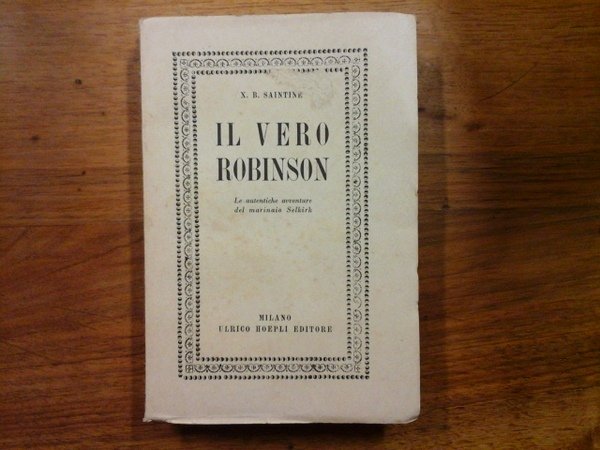 X. B. SAINTINE
IL VERO
ROBINSON
Le autentiche avventure
del marinaio Selkirk
MILANO
ULRICO HOEPLI EDITORE